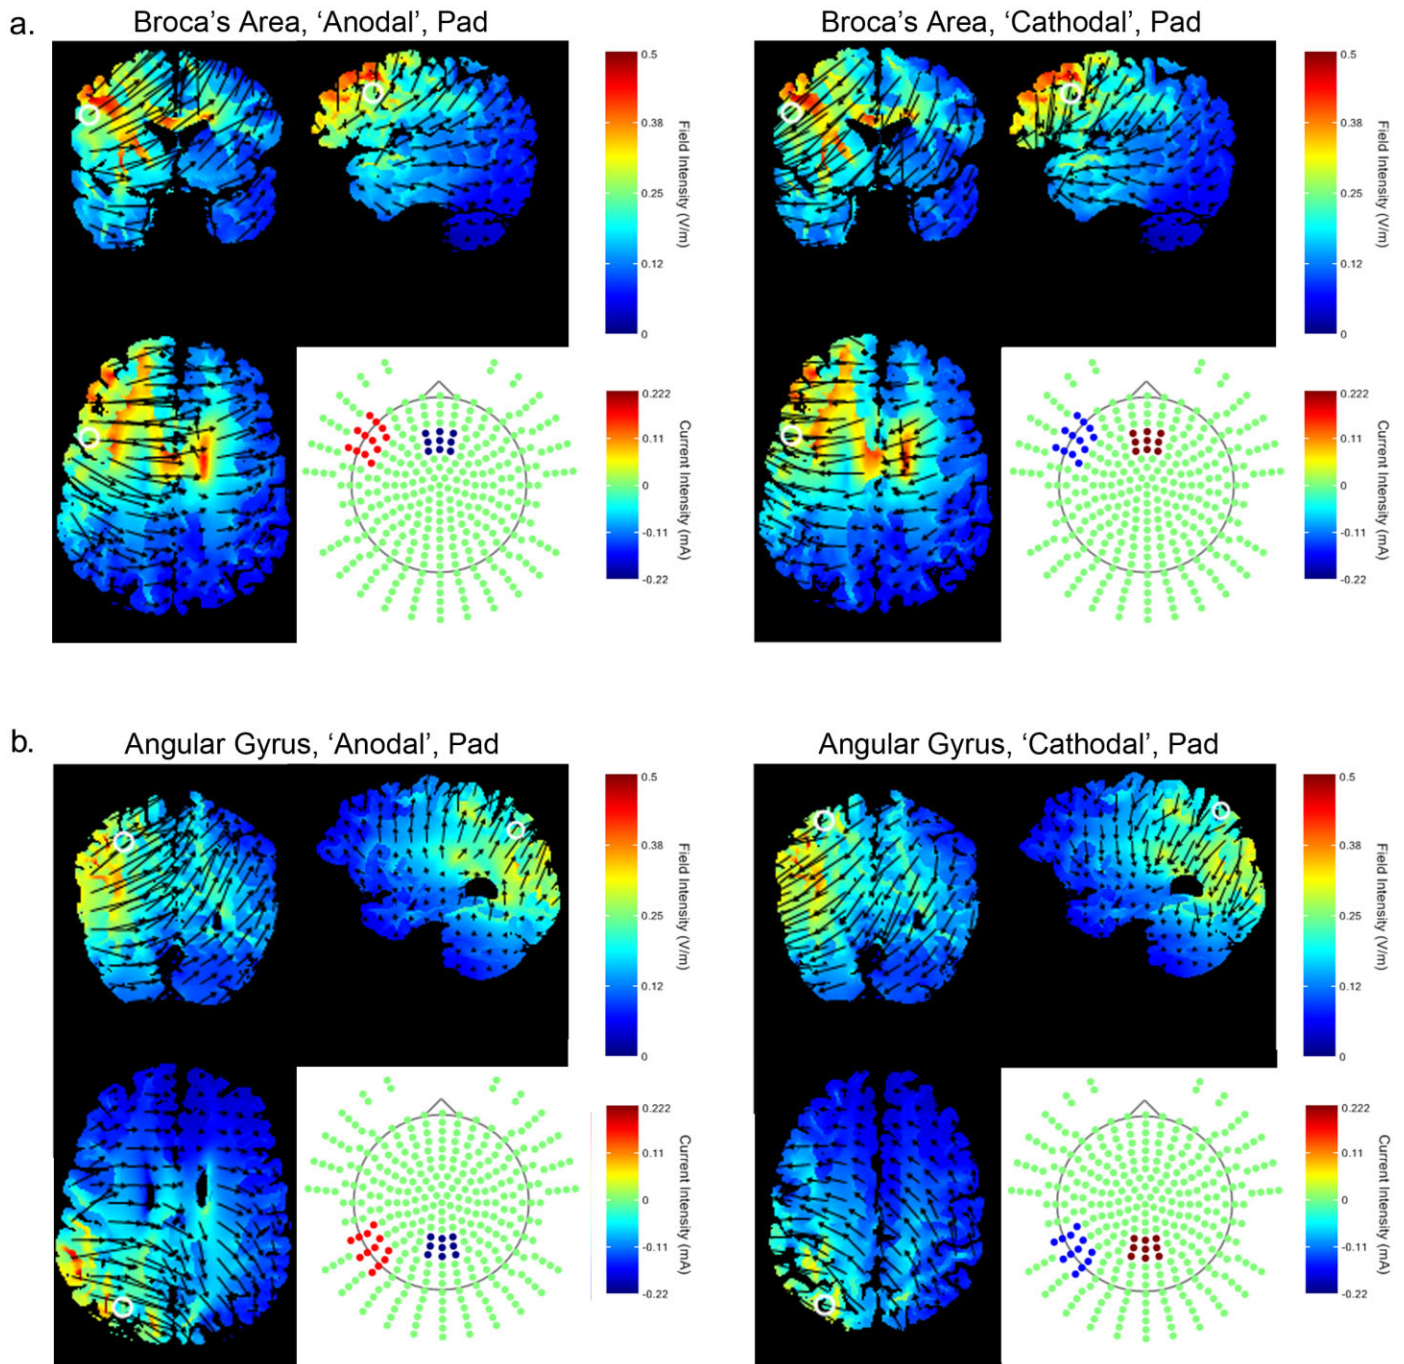 a.
Broca’s Area, ‘Anodal’, Pad
0.5
0.38
0.25
0.12
0
Field Intensity (V/m)
0.222
0.11
0
-0.11
-0.22
Current Intensity (mA)
Broca’s Area, ‘Cathodal’, Pad
0.5
0.38
0.25
0.12
0
Field Intensity (V/m)
0.222
0.11
0
-0.11
-0.22
Current Intensity (mA)
b.
Angular Gyrus, ‘Anodal’, Pad
0.5
0.38
0.25
0.12
0
Field Intensity (V/m)
0.222
0.11
0
-0.11
-0.22
Current Intensity (mA)
Angular Gyrus, ‘Cathodal’, Pad
0.5
0.38
0.25
0.12
0
Field Intensity (V/m)
0.222
0.11
0
-0.11
-0.22
Current Intensity (mA)